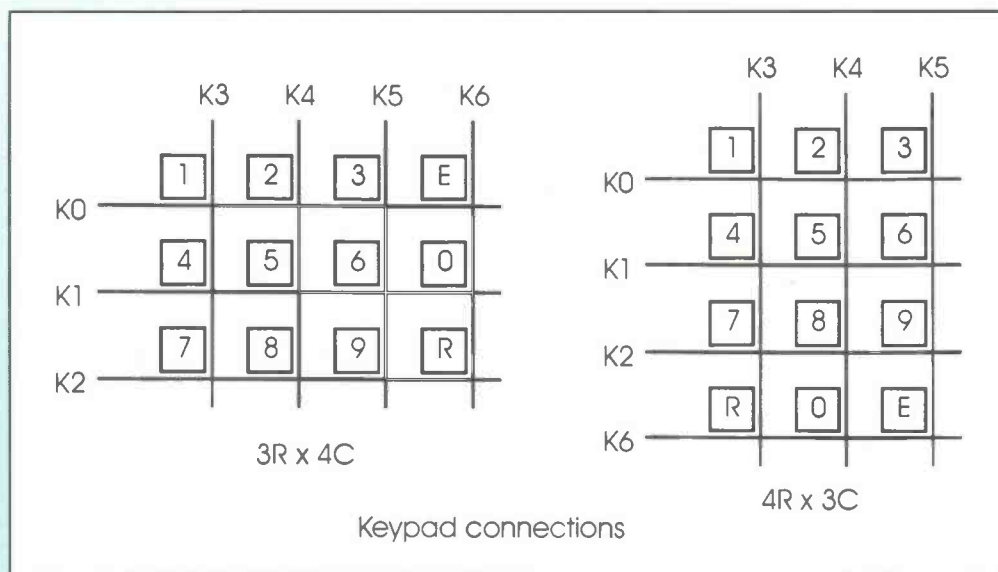 K3 K4 K5 K6
1 2 3 E
K0
4 5 6 0
K1
7 8 9 R
K2
3R x 4C
K3 K4 K5
1 2 3
K0
4 5 6
K1
7 8 9
K2
R 0 E
K6
4R x 3C
Keypad connections